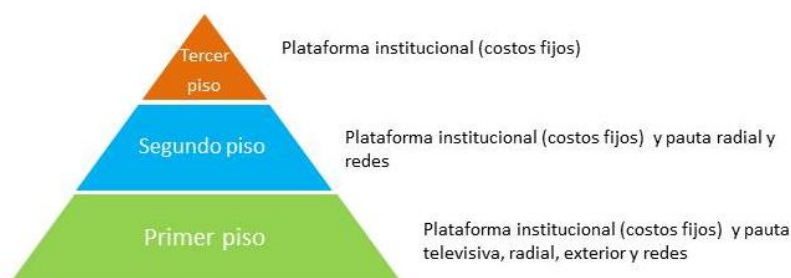 Tercer
piso
Plataforma institucional (costos fijos)
Segundo piso
Plataforma institucional (costos fijos) y pauta radial y
redes
Primer piso
Plataforma institucional (costos fijos) y pauta
televisiva, radial, exterior y redes